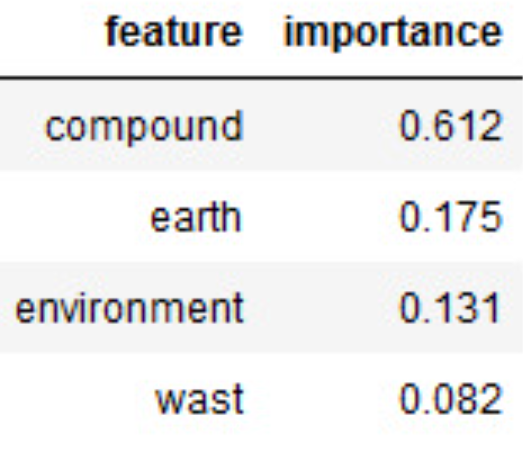 feature importance
compound 0.612
earth 0.175
environment 0.131
wast 0.082